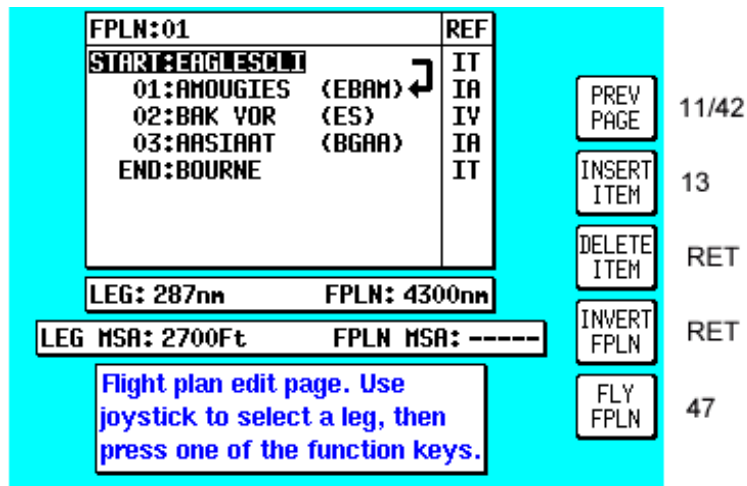 FPLN:01 REF
START:EAGLESCLI IT
01:AMOUGIES (EBAM) IA
02:BAK VOR (ES) IV
03:AASIAAT (BGAA) IA
END:BOURNE IT
LEG: 287nm FPLN: 4300nm
LEG MSA: 2700Ft FPLN MSA: -----
Flight plan edit page. Use
joystick to select a leg, then
press one of the function keys.
PREV
PAGE
11/42
INSERT
ITEM
13
DELETE
ITEM
RET
INVERT
FPLN
RET
FLY
FPLN
47